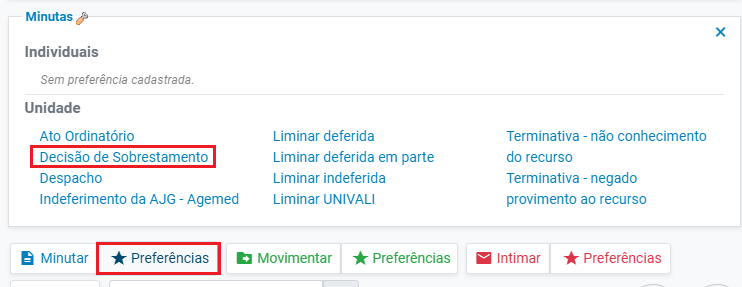 Minutas
Individuais
Sem preferência cadastrada.
Unidade
Ato Ordinatório
Decisão de Sobrestamento
Despacho
Indeferimento da AJG - Agemed
Liminar deferida
Liminar deferida em parte
Liminar indeferida
Liminar UNIVALI
Terminativa - não conhecimento
do recurso
Terminativa - negado
provimento ao recurso
Minutar
Preferências
Movimentar
Preferências
Intimar
Preferências